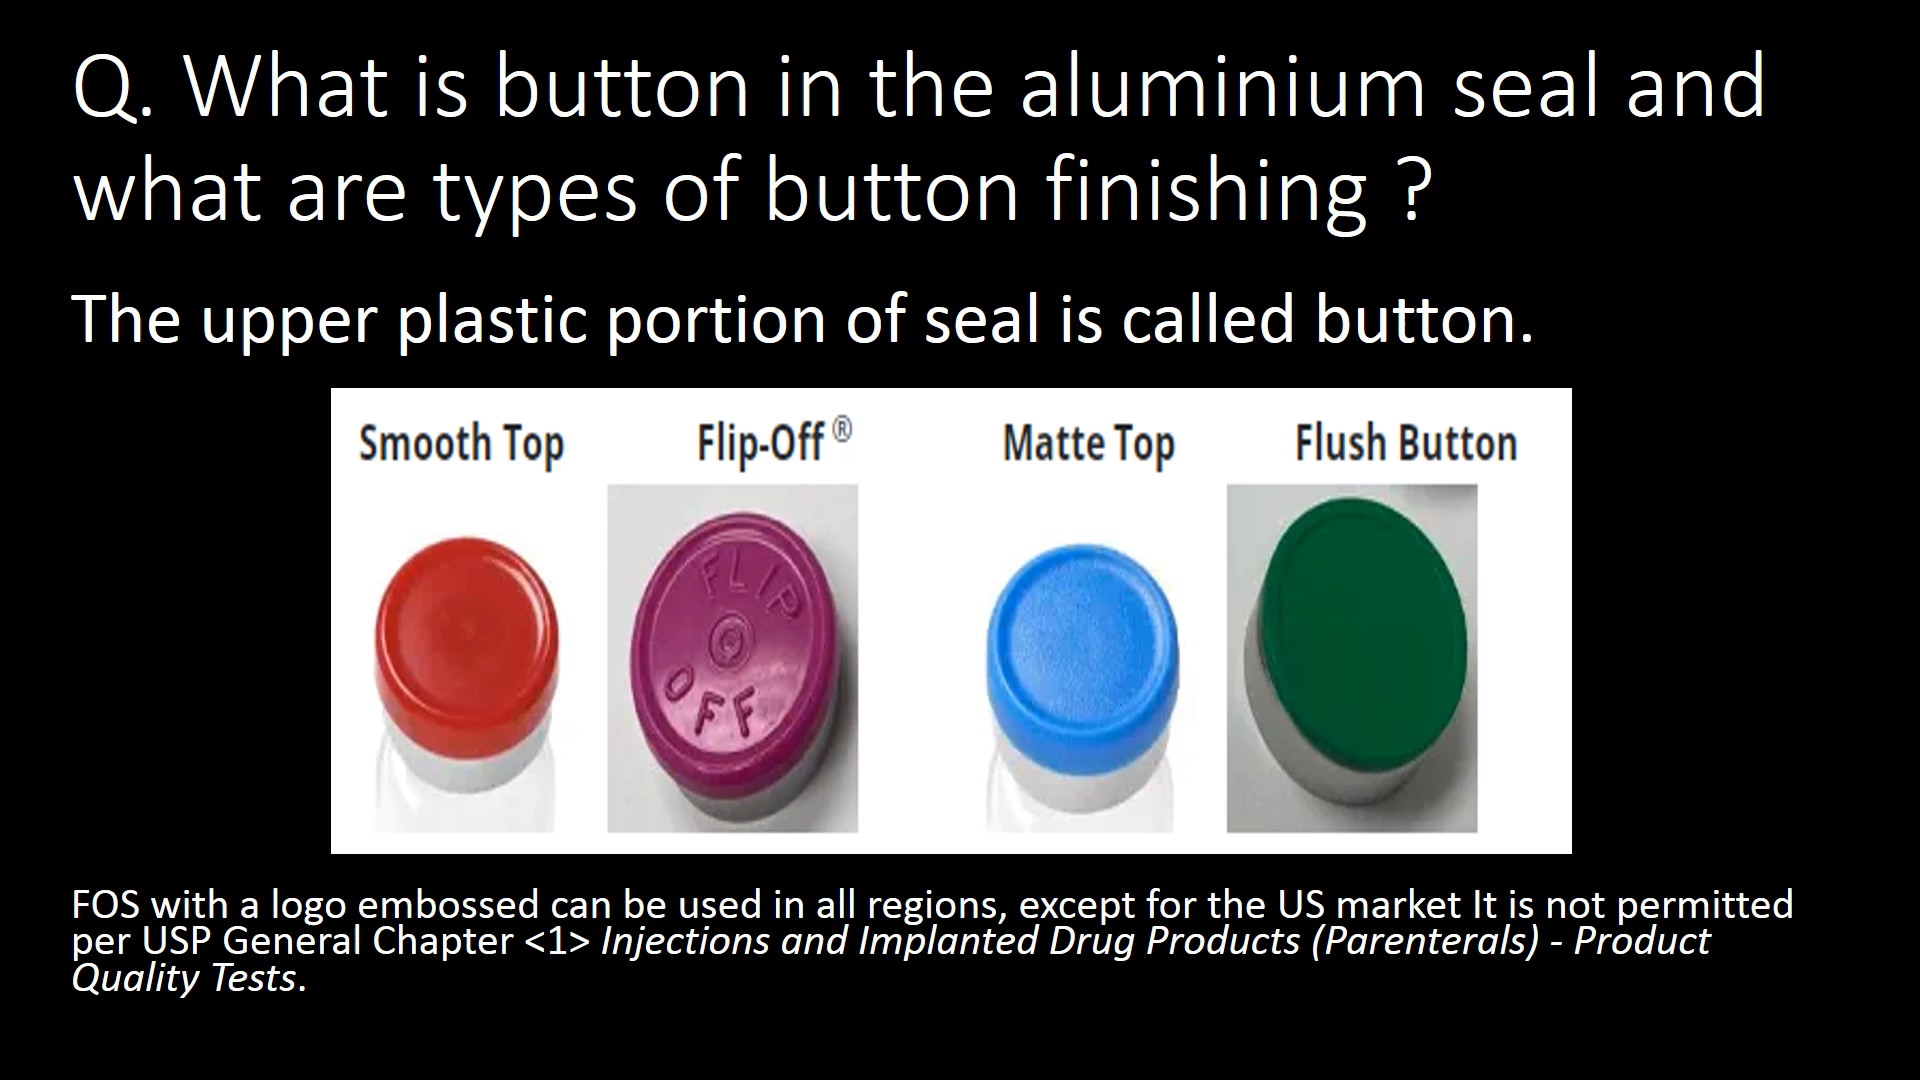 Q. What is button in the aluminium seal and
what are types of button finishing ?
The upper plastic portion of seal is called button.
Smooth Top
Flip-Off ®
Matte Top
Flush Button
FLIP
OFF
FOS with a logo embossed can be used in all regions, except for the US market It is not permitted
per USP General Chapter <1> Injections and Implanted Drug Products (Parenterals) - Product
Quality Tests.